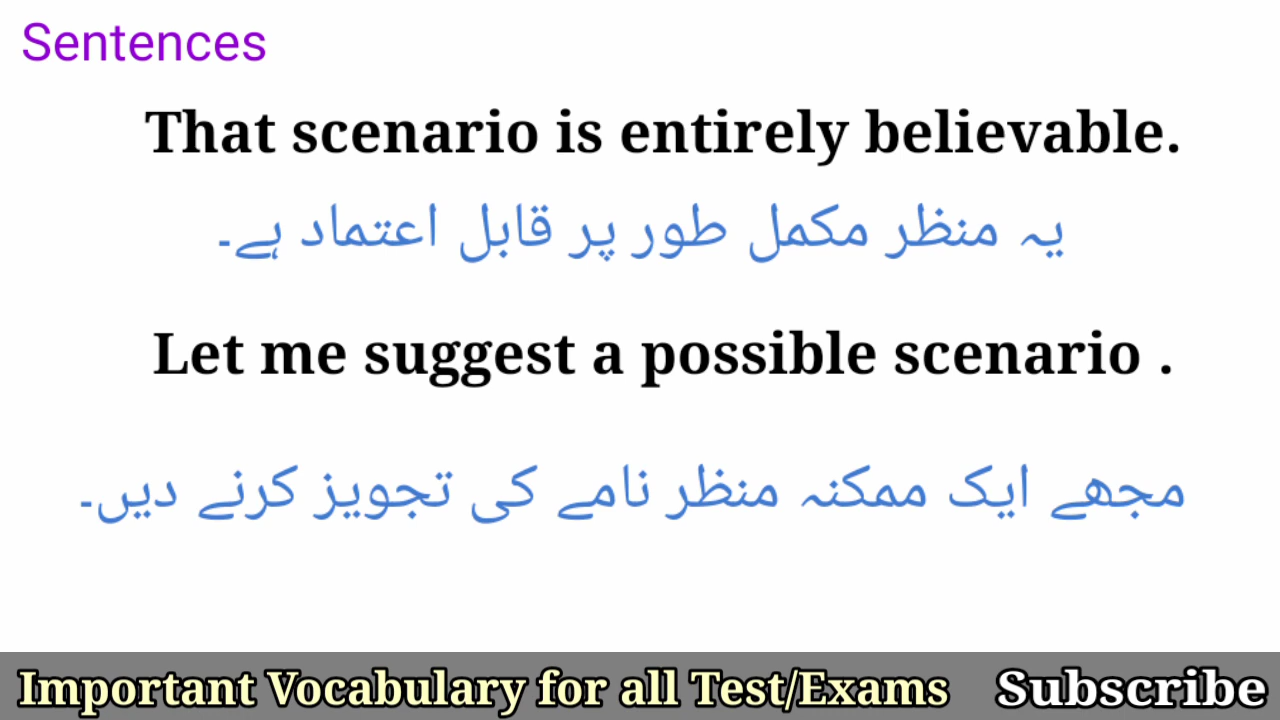 Sentences
That scenario is entirely believable.
یہ منظر مکمل طور پر قابل اعتماد ہے۔
Let me suggest a possible scenario .
مجھے ایک ممکنہ منظر نامے کی تجویز کرنے دیں۔
Important Vocabulary for all Test/Exams Subscribe